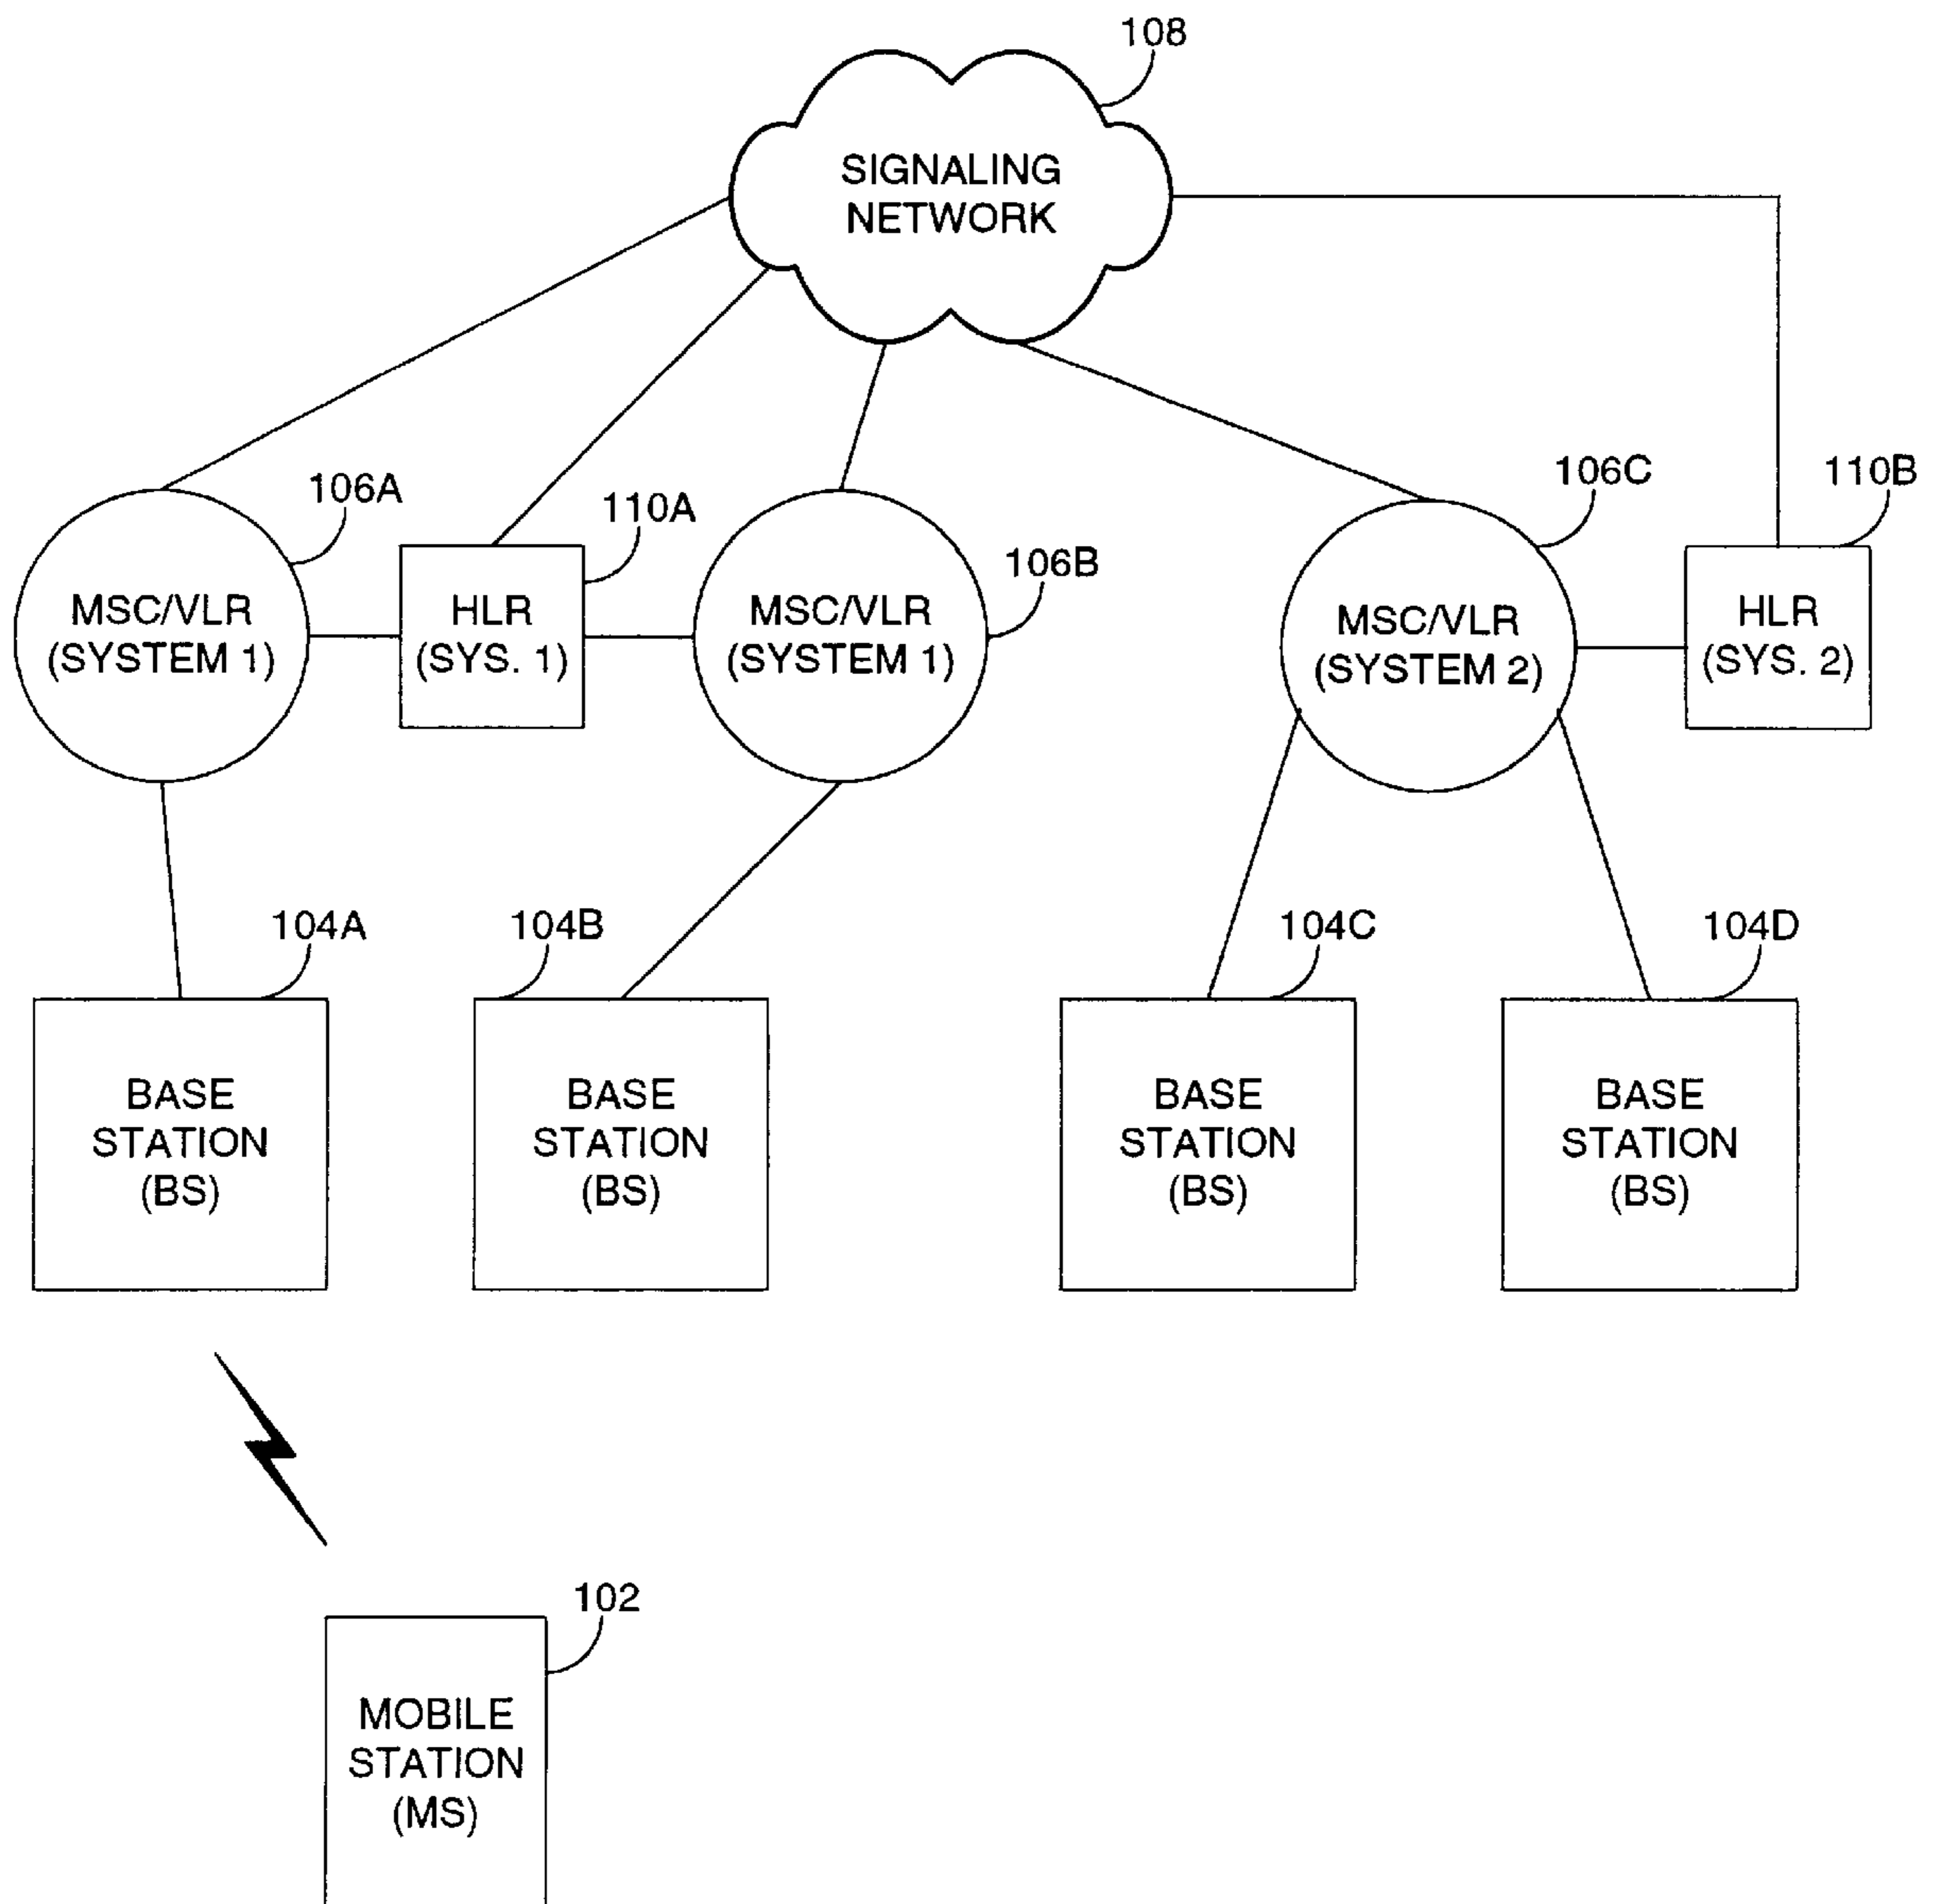 108
SIGNALING
NETWORK
106A
110A
106B
106C
110B
MSC/VLR
(SYSTEM 1)
HLR
(SYS. 1)
MSC/VLR
(SYSTEM 1)
MSC/VLR
(SYSTEM 2)
HLR
(SYS. 2)
104A
104B
104C
104D
BASE
STATION
(BS)
BASE
STATION
(BS)
BASE
STATION
(BS)
BASE
STATION
(BS)
102
MOBILE
STATION
(MS)